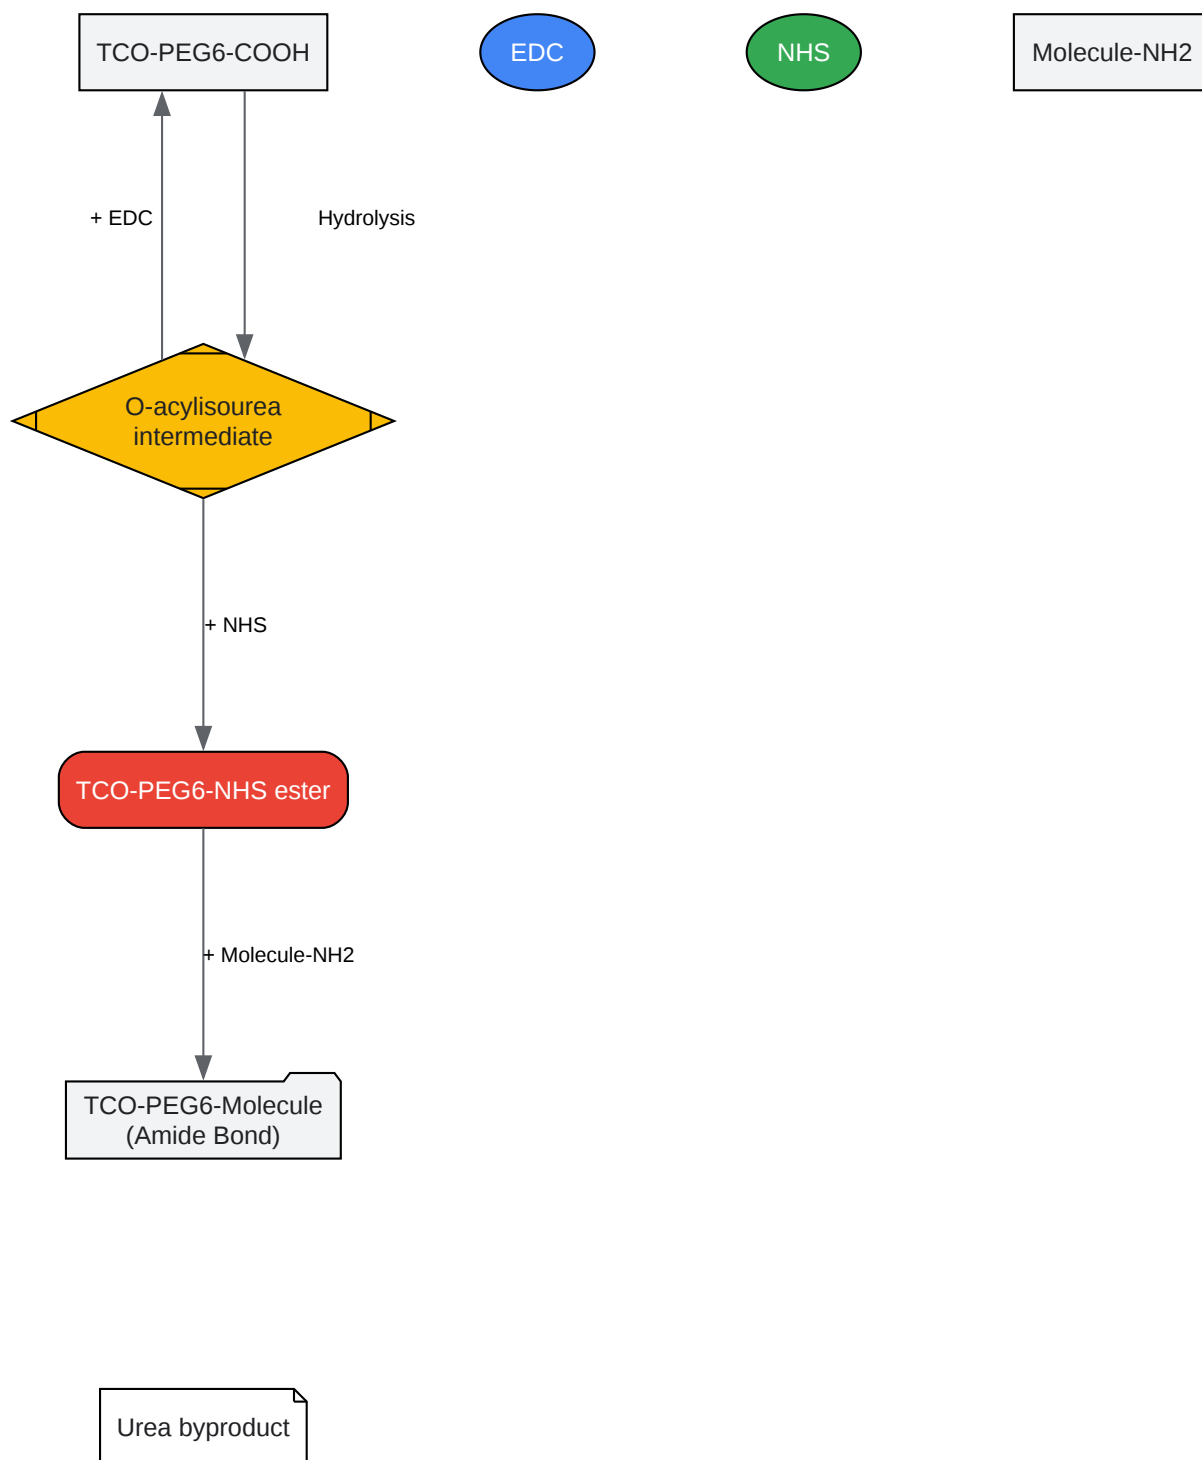 TCO-PEG6-COOH
EDC
NHS
Molecule-NH2
+ EDC
Hydrolysis
O-acylisourea
intermediate
+ NHS
TCO-PEG6-NHS ester
+ Molecule-NH2
TCO-PEG6-Molecule
(Amide Bond)
Urea byproduct